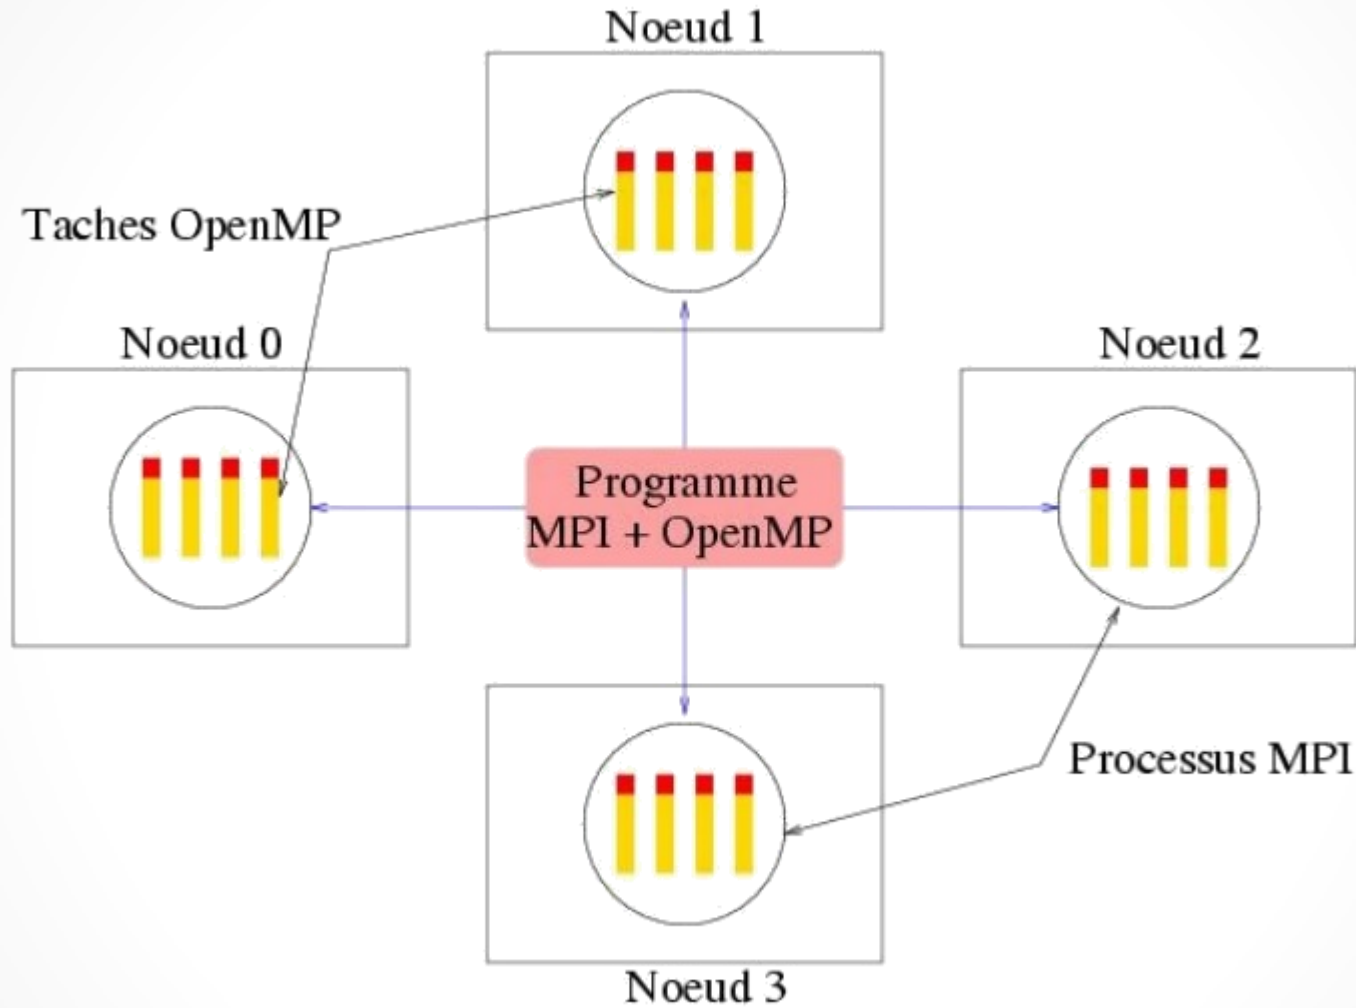 Noeud 1
Taches OpenMP
Noeud 0
Noeud 2
Programme
MPI + OpenMP
Processus MPI
Noeud 3